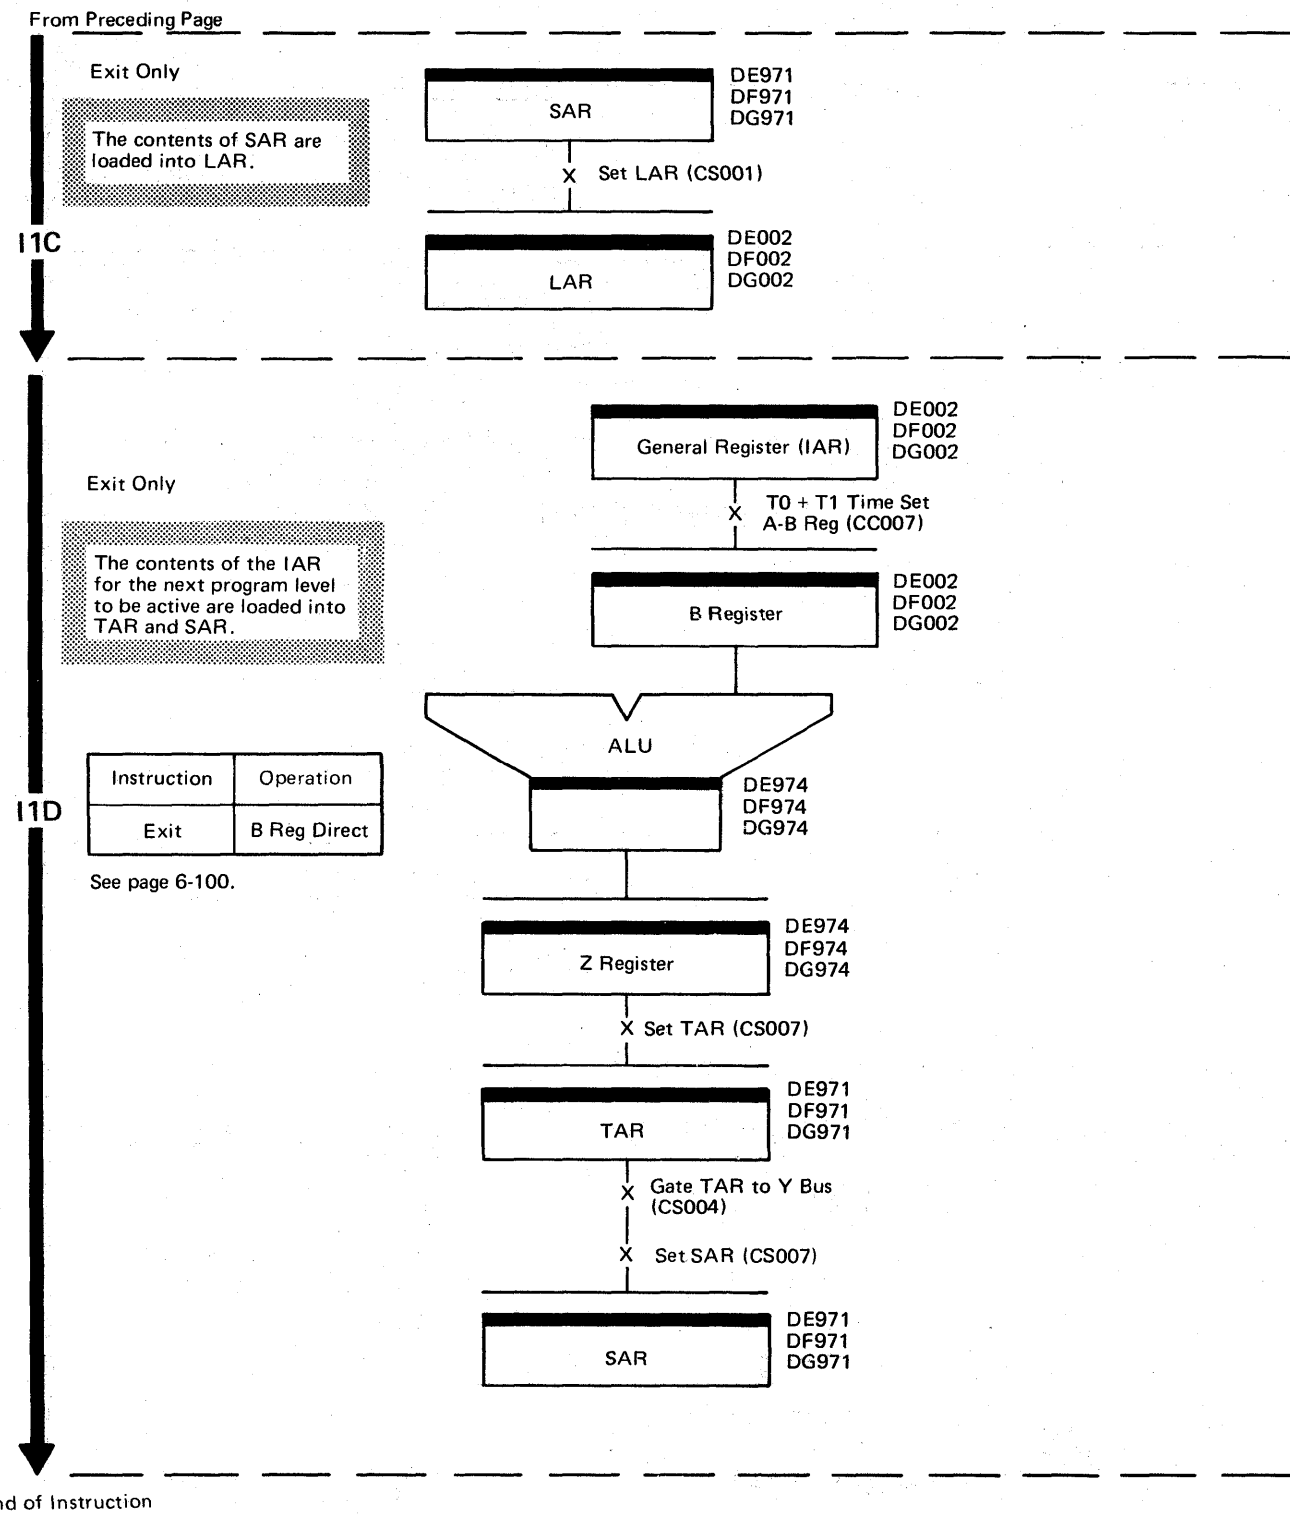 From Preceding Page
Exit Only
The contents of SAR are
loaded into LAR.
SAR
DE971
DF971
DG971
X Set LAR (CS001)
I1C
LAR
DE002
DF002
DG002
General Register (IAR)
DE002
DF002
DG002
Exit Only
X T0 + T1 Time Set
A-B Reg (CC007)
The contents of the IAR
for the next program level
to be active are loaded into
TAR and SAR.
B Register
DE002
DF002
DG002
ALU
DE974
DF974
DG974
I1D
Instruction Operation
Exit B Reg Direct
See page 6-100.
Z Register
DE974
DF974
DG974
X Set TAR (CS007)
TAR
DE971
DF971
DG971
X Gate TAR to Y Bus
(CS004)
X Set SAR (CS007)
SAR
DE971
DF971
DG971
nd of Instruction